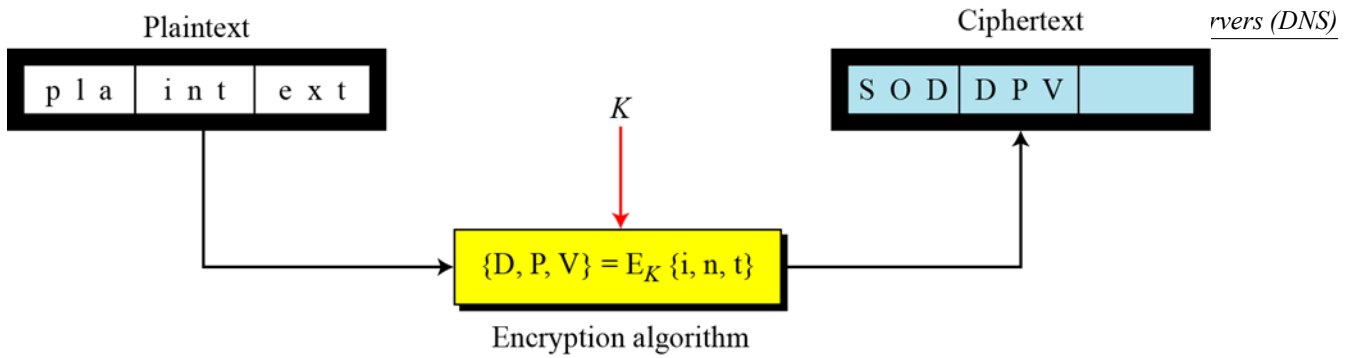 Plaintext
Ciphertext
rvers (DNS)
p l a i n t e x t
S O D D P V
K
{D, P, V} = E_K {i, n, t}
Encryption algorithm